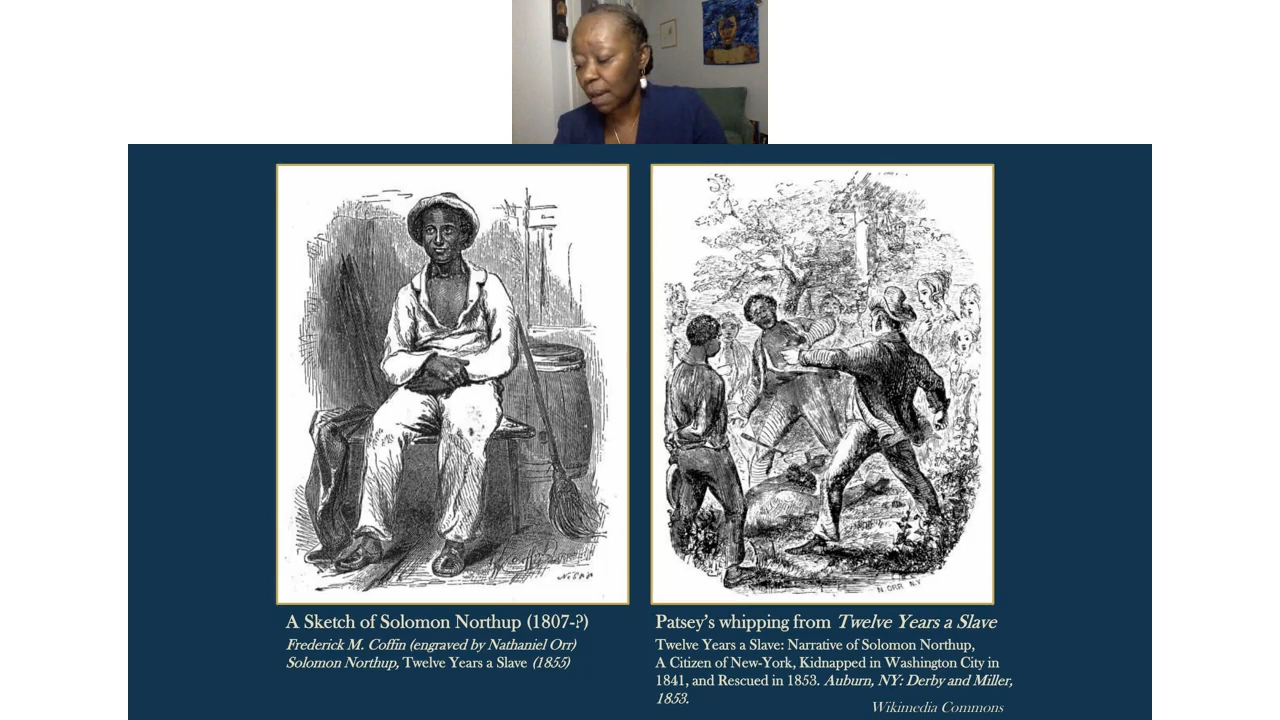 N. ORR N.Y.
A Sketch of Solomon Northup (1807-?)
Frederick M. Coffin (engraved by Nathaniel Orr)
Solomon Northup, Twelve Years a Slave (1855)
Patsey's whipping from Twelve Years a Slave
Twelve Years a Slave: Narrative of Solomon Northup,
A Citizen of New-York, Kidnapped in Washington City in
1841, and Rescued in 1853. Auburn, NY: Derby and Miller,
1853.
Wikimedia Commons